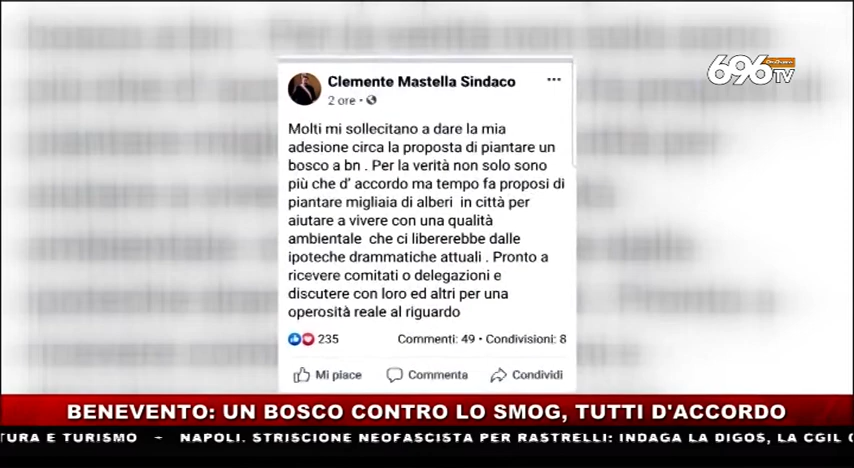 696
OttoChannel TV
Clemente Mastella Sindaco
2 ore
Molti mi sollecitano a dare la mia
adesione circa la proposta di piantare un
bosco a bn . Per la verità non solo sono
più che d' accordo ma tempo fa proposi di
piantare migliaia di alberi in città per
aiutare a vivere con una qualità
ambientale che ci libererebbe dalle
ipoteche drammatiche attuali . Pronto a
ricevere comitati o delegazioni e
discutere con loro ed altri per una
operosità reale al riguardo
235 Commenti: 49 • Condivisioni: 8
Mi piace Commenta Condividi
BENEVENTO: UN BOSCO CONTRO LO SMOG, TUTTI D'ACCORDO
TURA E TURISMO ~ NAPOLI. STRISCIONE NEOFASCISTA PER RASTRELLI: INDAGA LA DIGOS, LA CGIL